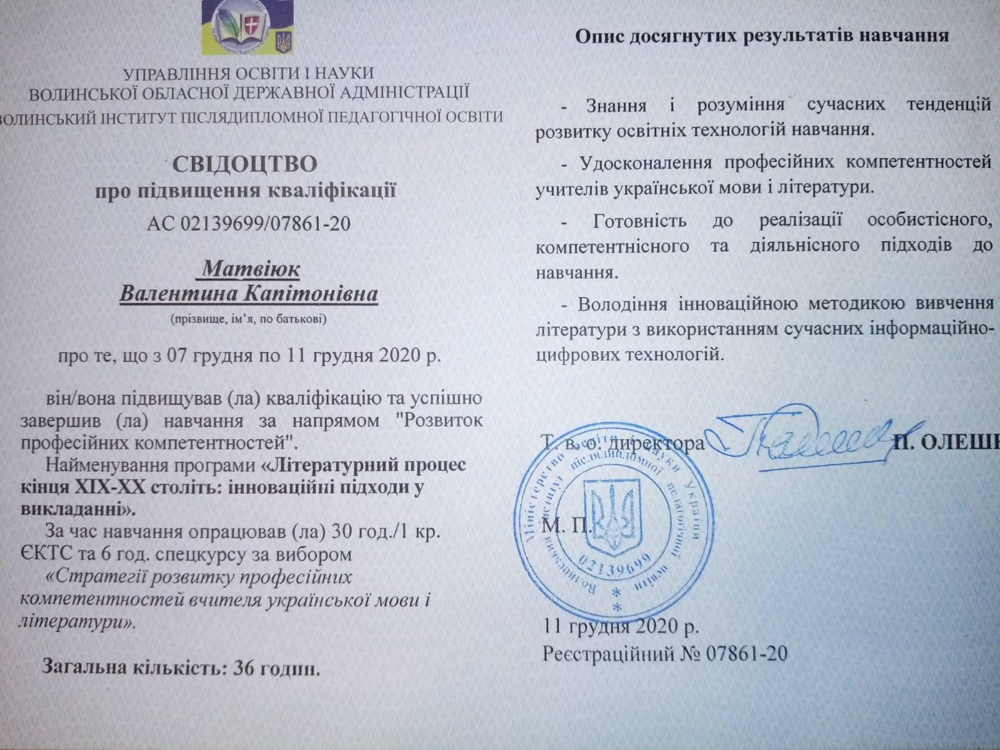 УПРАВЛІННЯ ОСВІТИ І НАУКИ
ВОЛИНСЬКОЇ ОБЛАСНОЇ ДЕРЖАВНОЇ АДМІНІСТРАЦІЇ
ВОЛИНСЬКИЙ ІНСТИТУТ ПІСЛЯДИПЛОМНОЇ ПЕДАГОГІЧНОЇ ОСВІТИ
СВІДОЦТВО
про підвищення кваліфікації
АС 02139699/07861-20
Матвіюк
Валентина Капітонівна
(прізвище, ім’я, по батькові)
про те, що з 07 грудня по 11 грудня 2020 р.
він/вона підвищував (ла) кваліфікацію та успішно
завершив (ла) навчання за напрямом "Розвиток
професійних компетентностей".
Найменування програми «Літературний процес
кінця ХІХ-ХХ століть: інноваційні підходи у
викладанні».
За час навчання опрацював (ла) 30 год./1 кр.
ЄКТС та 6 год. спецкурсу за вибором
«Стратегії розвитку професійних
компетентностей вчителя української мови і
літератури».
Загальна кількість: 36 годин.
Опис досягнутих результатів навчання
- Знання і розуміння сучасних тенденцій
розвитку освітніх технологій навчання.
- Удосконалення професійних компетентностей
учителів української мови і літератури.
- Готовність до реалізації особистісного,
компетентнісного та діяльнісного підходів до
навчання.
- Володіння інноваційною методикою вивчення
літератури з використанням сучасних інформаційно-
цифрових технологій.
Т. в. о. директора П. ОЛЕШК
М. П.
Міністерство освіти і науки України
Волинський інститут післядипломної педагогічної освіти
02139699
11 грудня 2020 р.
Реєстраційний № 07861-20